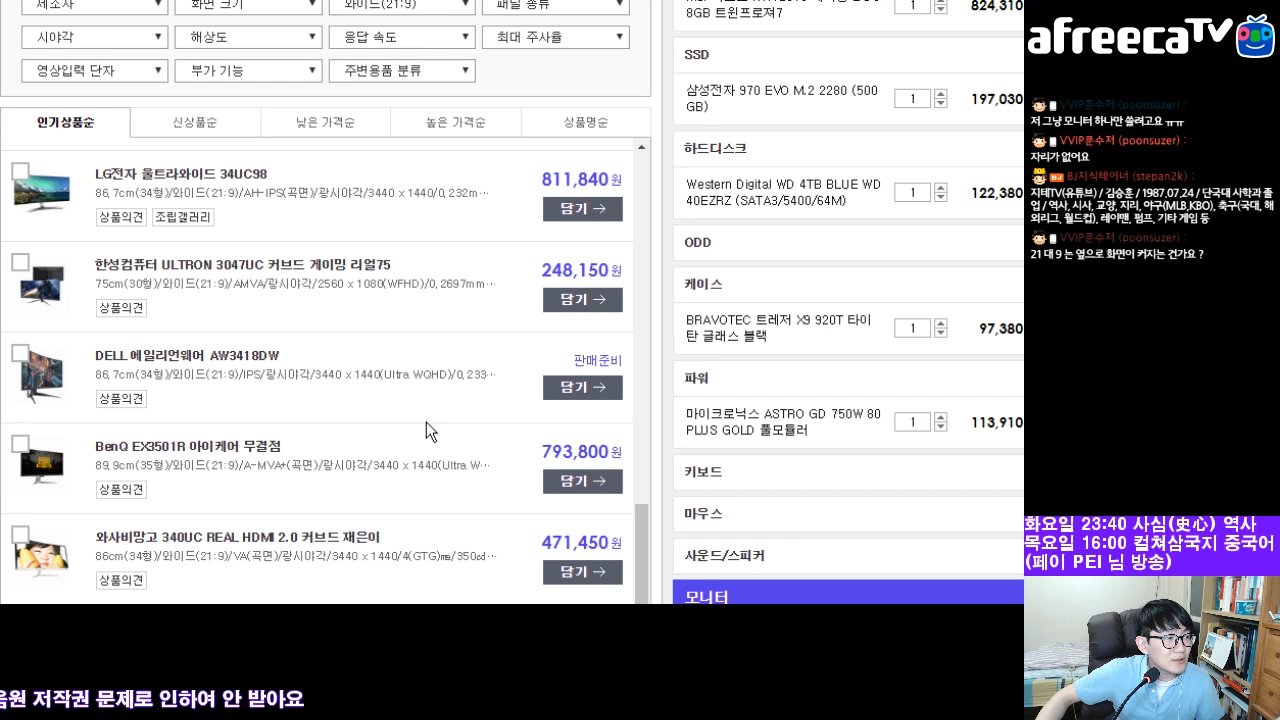 제조사 화면 크기 와이드(21:9) 패널 종류
시야각 해상도 응답 속도 최대 주사율
영상입력 단자 부가 기능 주변용품 분류
인기상품순 신상품순 낮은 가격순 높은 가격순 상품명순
LG전자 울트라와이드 34UC98
86,7cm(34형)/와이드(21:9)/AH-IPS(곡면)/광시야각/3440 x 1440/0,232m…
상품의견 조립갤러리
811,840 원
담기 →
한성컴퓨터 ULTRON 3047UC 커브드 게이밍 리얼75
75cm(30형)/와이드(21:9)/AMVA/광시야각/2560 x 1080(WFHD)/0,2697mm…
상품의견
248,150 원
담기 →
DELL 에일리언웨어 AW3418DW
86,7cm(34형)/와이드(21:9)/IPS/광시야각/3440 x 1440(Ultra WQHD)/0,233…
상품의견
판매준비
담기 →
BenQ EX3501R 아이케어 무결점
89,9cm(35형)/와이드(21:9)/A-MVA+(곡면)/광시야각/3440 x 1440(Ultra W…
상품의견
793,800 원
담기 →
와사비망고 340UC REAL HDMI 2.0 커브드 재은이
86cm(34형)/와이드(21:9)/VA(곡면)/광시야각/3440 x 1440/4(GTG)㎳/350㏅…
상품의견
471,450 원
담기 →
8GB 트윈프로져7
1 824,310
SSD
삼성전자 970 EVO M.2 2280 (500
GB)
1 197,030
하드디스크
Western Digital WD 4TB BLUE WD
40EZRZ (SATA3/5400/64M)
1 122,380
ODD
케이스
BRAVOTEC 트레저 X9 920T 타이
탄 글래스 블랙
1 97,380
파워
마이크로닉스 ASTRO GD 750W 80
PLUS GOLD 풀모듈러
1 113,910
키보드
마우스
사운드/스피커
모니터
afreecaTV
VVIP푼수저 (poonsuzer) :
저 그냥 모니터 하나만 쓸려고요 ㅠㅠ
VVIP푼수저 (poonsuzer) :
자리가 없어요
BJ BJ지식테이너 (stepan2k) :
지테TV(유튜브) / 김승훈 / 1987.07.24 / 단국대 사학과 졸
업 / 역사, 시사, 교양, 지리, 야구(MLB,KBO), 축구(국대, 해
외리그, 월드컵), 레이맨, 펌프, 기타 게임 등
VVIP푼수저 (poonsuzer) :
21 대 9 는 옆으로 화면이 커지는 건가요 ?
화요일 23:40 사심(史心) 역사
목요일 16:00 컬쳐삼국지 중국어
(페이 PEI 님 방송)
음원 저작권 문제로 인하여 안 받아요